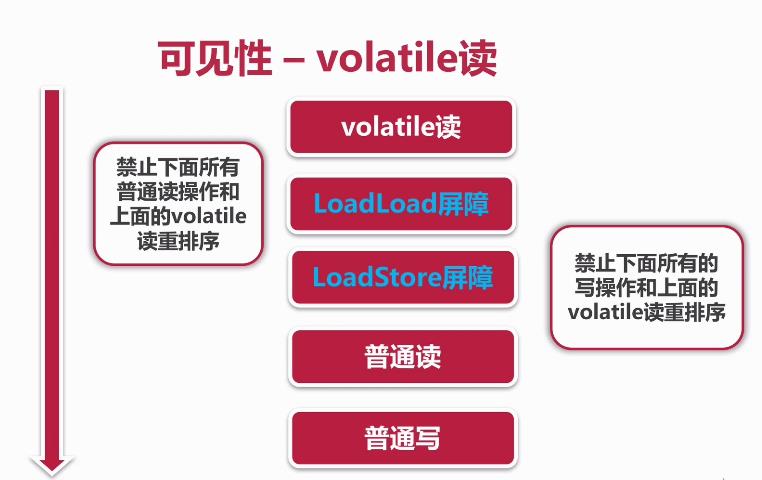 可见性 – volatile读
volatile读
禁止下面所有
普通读操作和
上面的volatile
读重排序
LoadLoad屏障
LoadStore屏障
禁止下面所有的
写操作和上面的
volatile读重排序
普通读
普通写